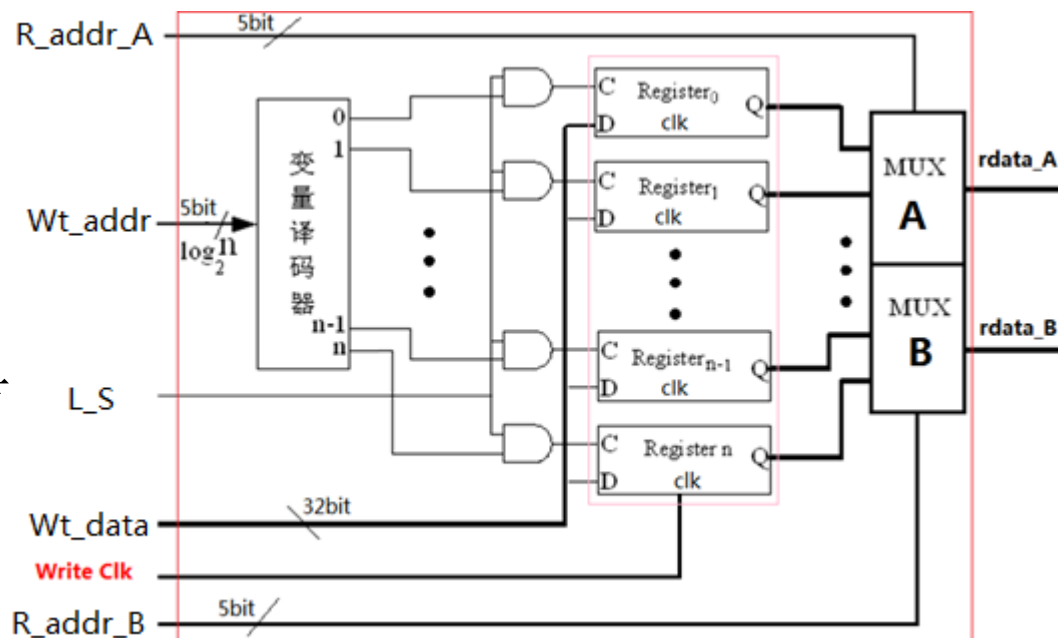 R_addr_A
5bit
0
1
变
量
译
码
器
n-1
n
Wt_addr
5bit
log2n
L_S
Wt_data
32bit
Write Clk
R_addr_B
5bit
C
Register0
Q
D
clk
C
Register1
Q
D
clk
C
Registern-1
Q
D
clk
C
Register n
Q
D
clk
MUX
A
rdata_A
MUX
B
rdata_B